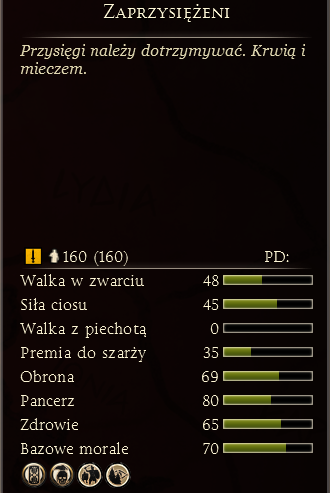 Zaprzysiężeni
Przysięgi należy dotrzymywać. Krwią i
mieczem.
LYDIA
160 (160) PD:
Walka w zwarciu 48
Siła ciosu 45
Walka z piechotą 0
Premia do szarży 35
Obrona 69
Pancerz 80
Zdrowie 65
Bazowe morale 70